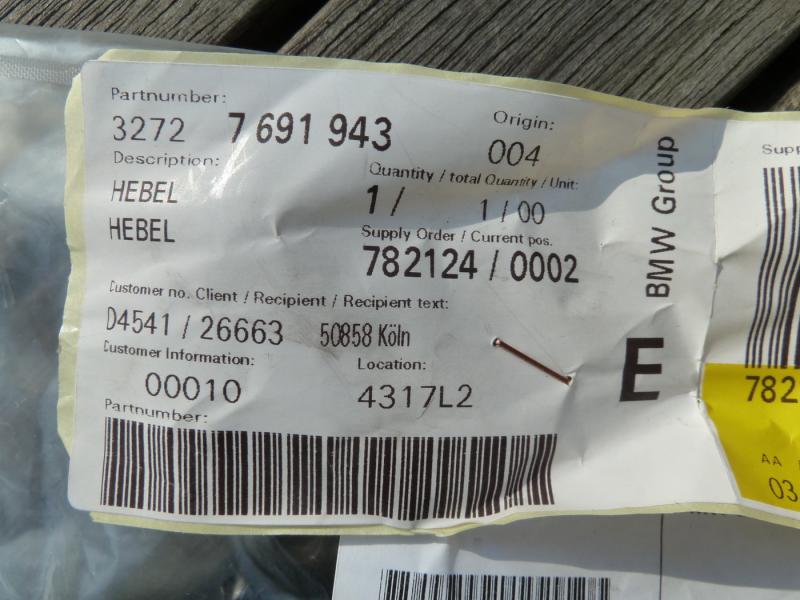 Partnumber:
3272 7 691 943
Origin:
004
Description:
HEBEL
HEBEL
Quantity / total Quantity / Unit:
1 / 1 / 00
Supply Order / Current pos.
782124 / 0002
Customer no. Client / Recipient / Recipient text:
D4541 / 26663 50858 Köln
Customer Information:
00010
Location:
4317L2
Partnumber:
BMW Group
E
Supp
782
AA
03